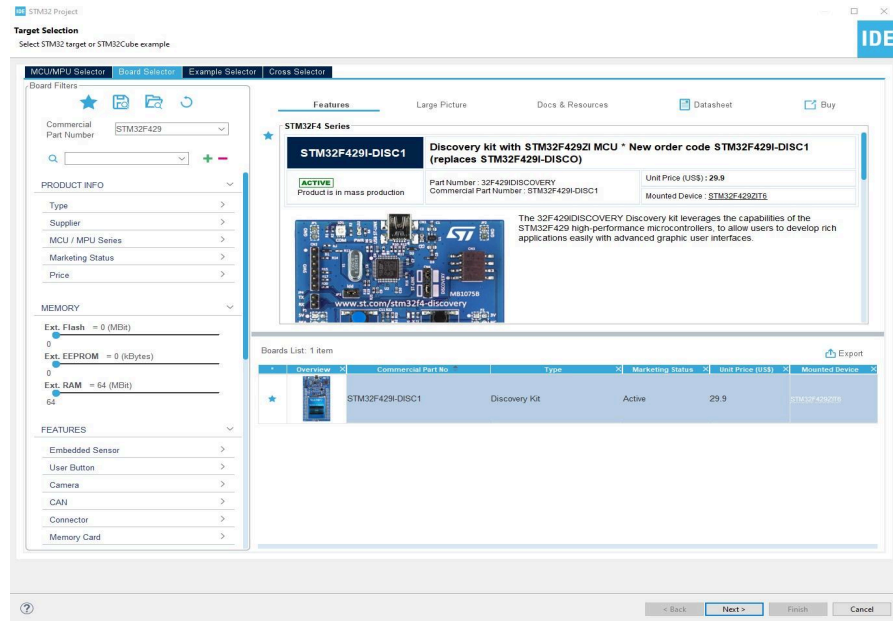 IDE STM32 Project
Target Selection
Select STM32 target or STM32Cube example
IDE
MCU/MPU Selector Board Selector Example Selector Cross Selector
Board Filters
Commercial Part Number
STM32F429
PRODUCT INFO
Type
Supplier
MCU / MPU Series
Marketing Status
Price
MEMORY
Ext. Flash = 0 (MBit)
0
Ext. EEPROM = 0 (kBytes)
0
Ext. RAM = 64 (MBit)
64
FEATURES
Embedded Sensor
User Button
Camera
CAN
Connector
Memory Card
Features Large Picture Docs & Resources Datasheet Buy
STM32F4 Series
STM32F429I-DISC1
Discovery kit with STM32F429ZI MCU * New order code STM32F429I-DISC1
(replaces STM32F429I-DISCO)
ACTIVE
Product is in mass production
Part Number : 32F429IDISCOVERY
Commercial Part Number : STM32F429I-DISC1
Unit Price (US$) : 29.9
Mounted Device : STM32F429ZIT6
The 32F429IDISCOVERY Discovery kit leverages the capabilities of the
STM32F429 high-performance microcontrollers, to allow users to develop rich
applications easily with advanced graphic user interfaces.
MB1075B
www.st.com/stm32f4-discovery
Boards List: 1 item
Export
* Overview Commercial Part No Type Marketing Status Unit Price (US$) Mounted Device
STM32F429I-DISC1 Discovery Kit Active 29.9 STM32F429ZIT6
? < Back Next > Finish Cancel